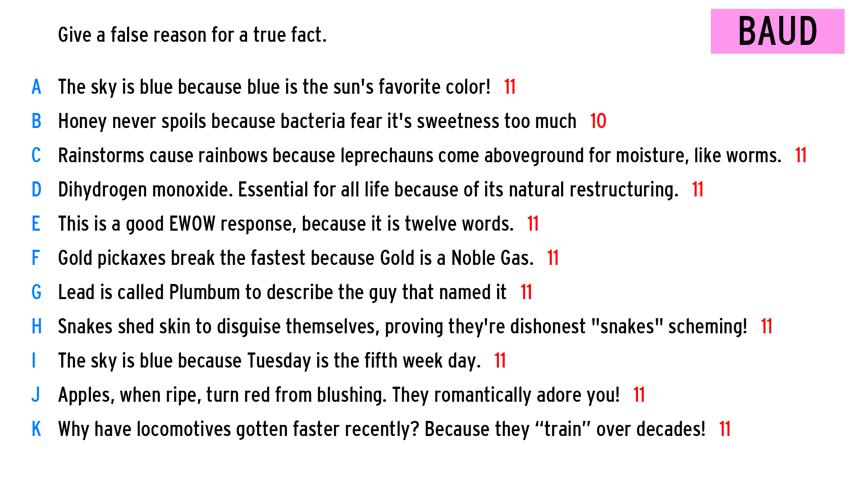 Give a false reason for a true fact.
BAUD
A The sky is blue because blue is the sun's favorite color! 11
B Honey never spoils because bacteria fear it's sweetness too much 10
C Rainstorms cause rainbows because leprechauns come aboveground for moisture, like worms. 11
D Dihydrogen monoxide. Essential for all life because of its natural restructuring. 11
E This is a good EWOW response, because it is twelve words. 11
F Gold pickaxes break the fastest because Gold is a Noble Gas. 11
G Lead is called Plumbum to describe the guy that named it 11
H Snakes shed skin to disguise themselves, proving they're dishonest "snakes" scheming! 11
I The sky is blue because Tuesday is the fifth week day. 11
J Apples, when ripe, turn red from blushing. They romantically adore you! 11
K Why have locomotives gotten faster recently? Because they “train” over decades! 11